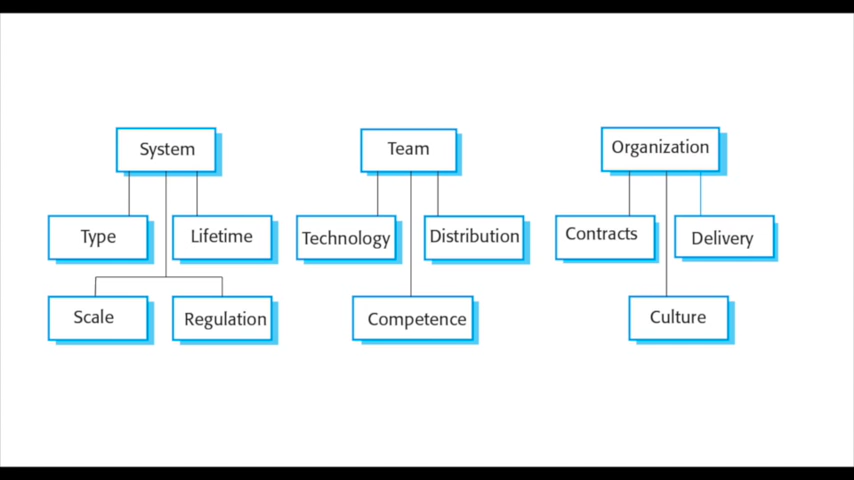 System
Team
Organization
Type
Lifetime
Technology
Distribution
Contracts
Delivery
Scale
Regulation
Competence
Culture